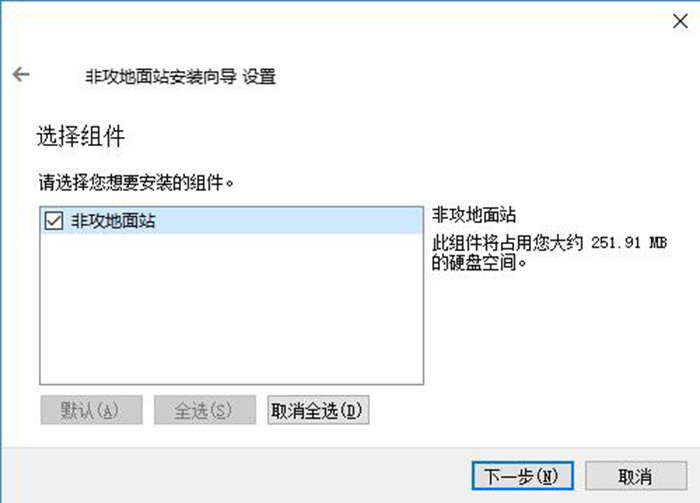 非攻地面站安装向导 设置
选择组件
请选择您想要安装的组件。
非攻地面站
非攻地面站
此组件将占用您大约 251.91 MB
的硬盘空间。
默认(A)
全选(S)
取消全选(D)
下一步(N)
取消